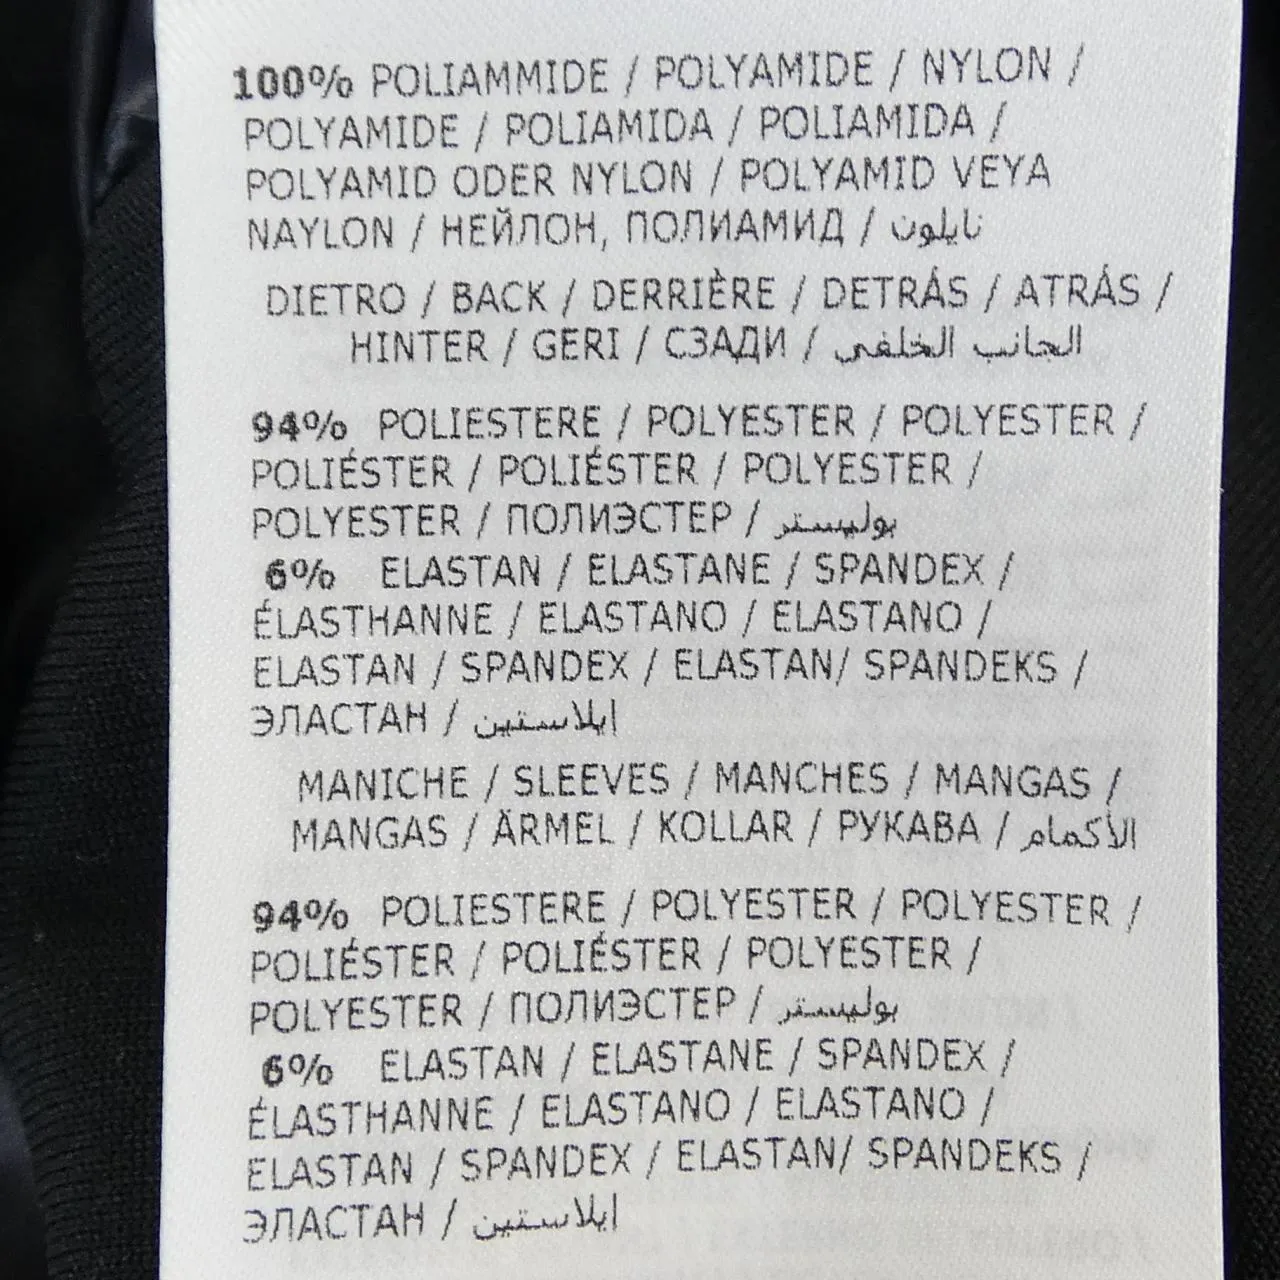 100% POLIAMMIDE / POLYAMIDE / NYLON /
POLYAMIDE / POLIAMIDA / POLIAMIDA /
POLYAMID ODER NYLON / POLYAMID VEYA
NAYLON / НЕЙЛОН, ПОЛИАМИД / نايلون
DIETRO / BACK / DERRIÈRE / DETRÁS / ATRÁS /
HINTER / GERI / СЗАДИ / الجانب الخلفي
94% POLIESTERE / POLYESTER / POLYESTER /
POLIÉSTER / POLIÉSTER / POLYESTER /
POLYESTER / ПОЛИЭСТЕР / بوليستر
6% ELASTAN / ELASTANE / SPANDEX /
ÉLASTHANNE / ELASTANO / ELASTANO /
ELASTAN / SPANDEX / ELASTAN/ SPANDEKS /
ЭЛАСТАН / ايلاستين
MANICHE / SLEEVES / MANCHES / MANGAS /
MANGAS / ÄRMEL / KOLLAR / РУКАВА / الأكمام
94% POLIESTERE / POLYESTER / POLYESTER /
POLIÉSTER / POLIÉSTER / POLYESTER /
POLYESTER / ПОЛИЭСТЕР / بوليستر
6% ELASTAN / ELASTANE / SPANDEX /
ÉLASTHANNE / ELASTANO / ELASTANO /
ELASTAN / SPANDEX / ELASTAN/ SPANDEKS /
ЭЛАСТАН / ايلاستين